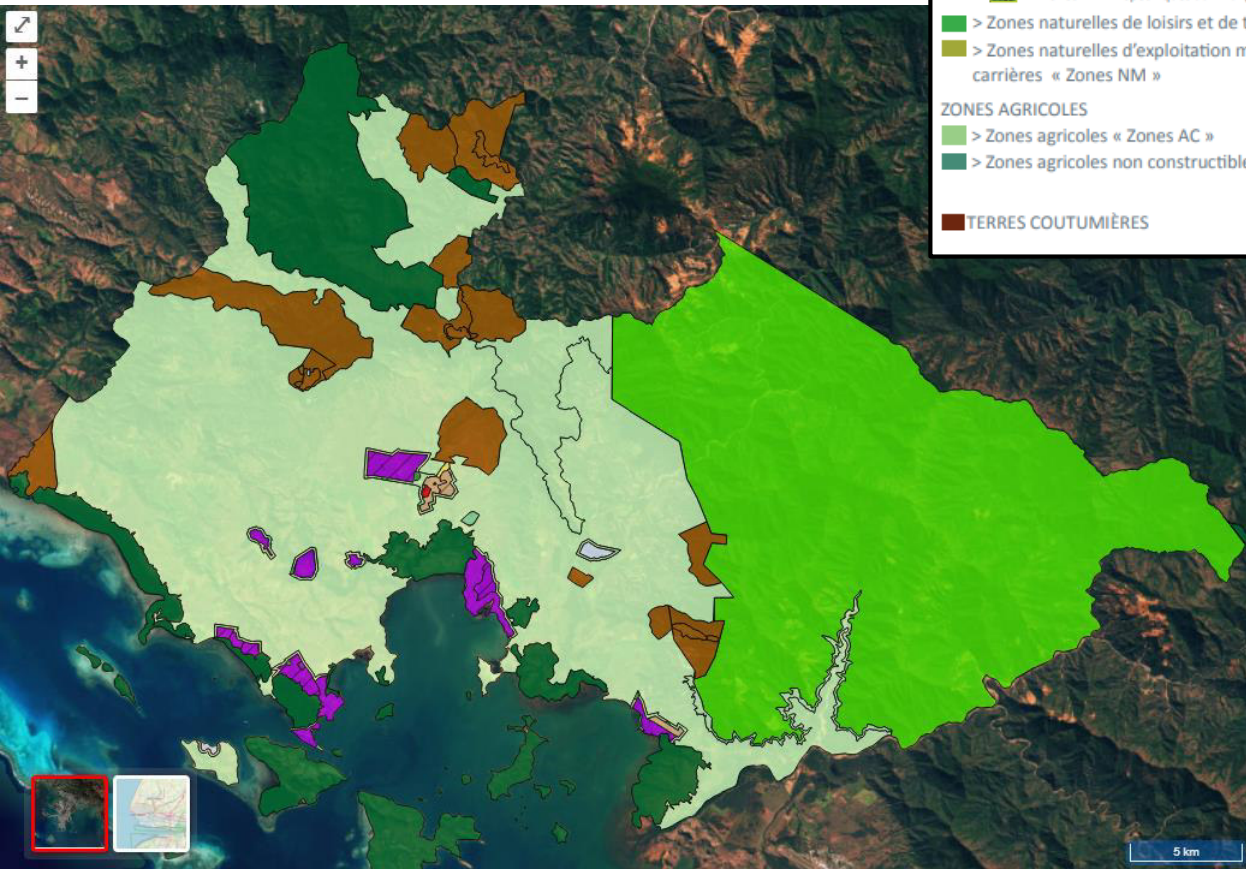 > Zones naturelles de loisirs et de t
> Zones naturelles d'exploitation m
carrières « Zones NM »
ZONES AGRICOLES
> Zones agricoles « Zones AC »
> Zones agricoles non constructible
TERRES COUTUMIÈRES
5 km